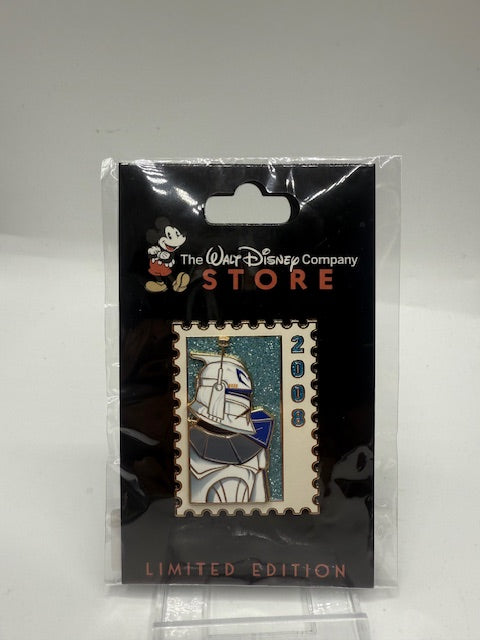 The Walt Disney Company
STORE
2008
LIMITED EDITION